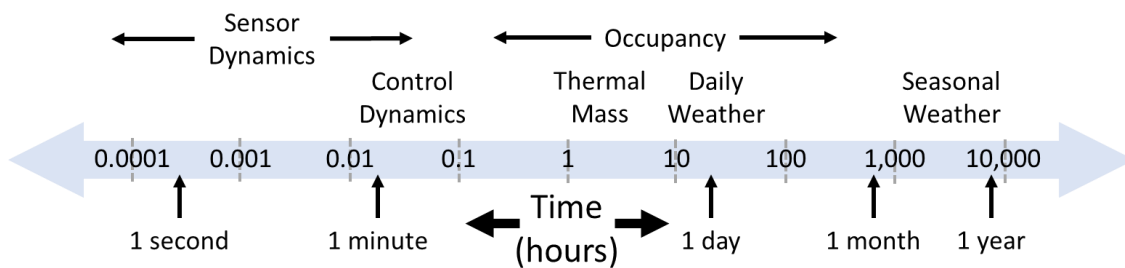 Sensor
Dynamics
Occupancy
Control
Dynamics
Thermal
Mass
Daily
Weather
Seasonal
Weather
0.0001 0.001 0.01 0.1 1 10 100 1,000 10,000
Time
(hours)
1 second
1 minute
1 day
1 month
1 year